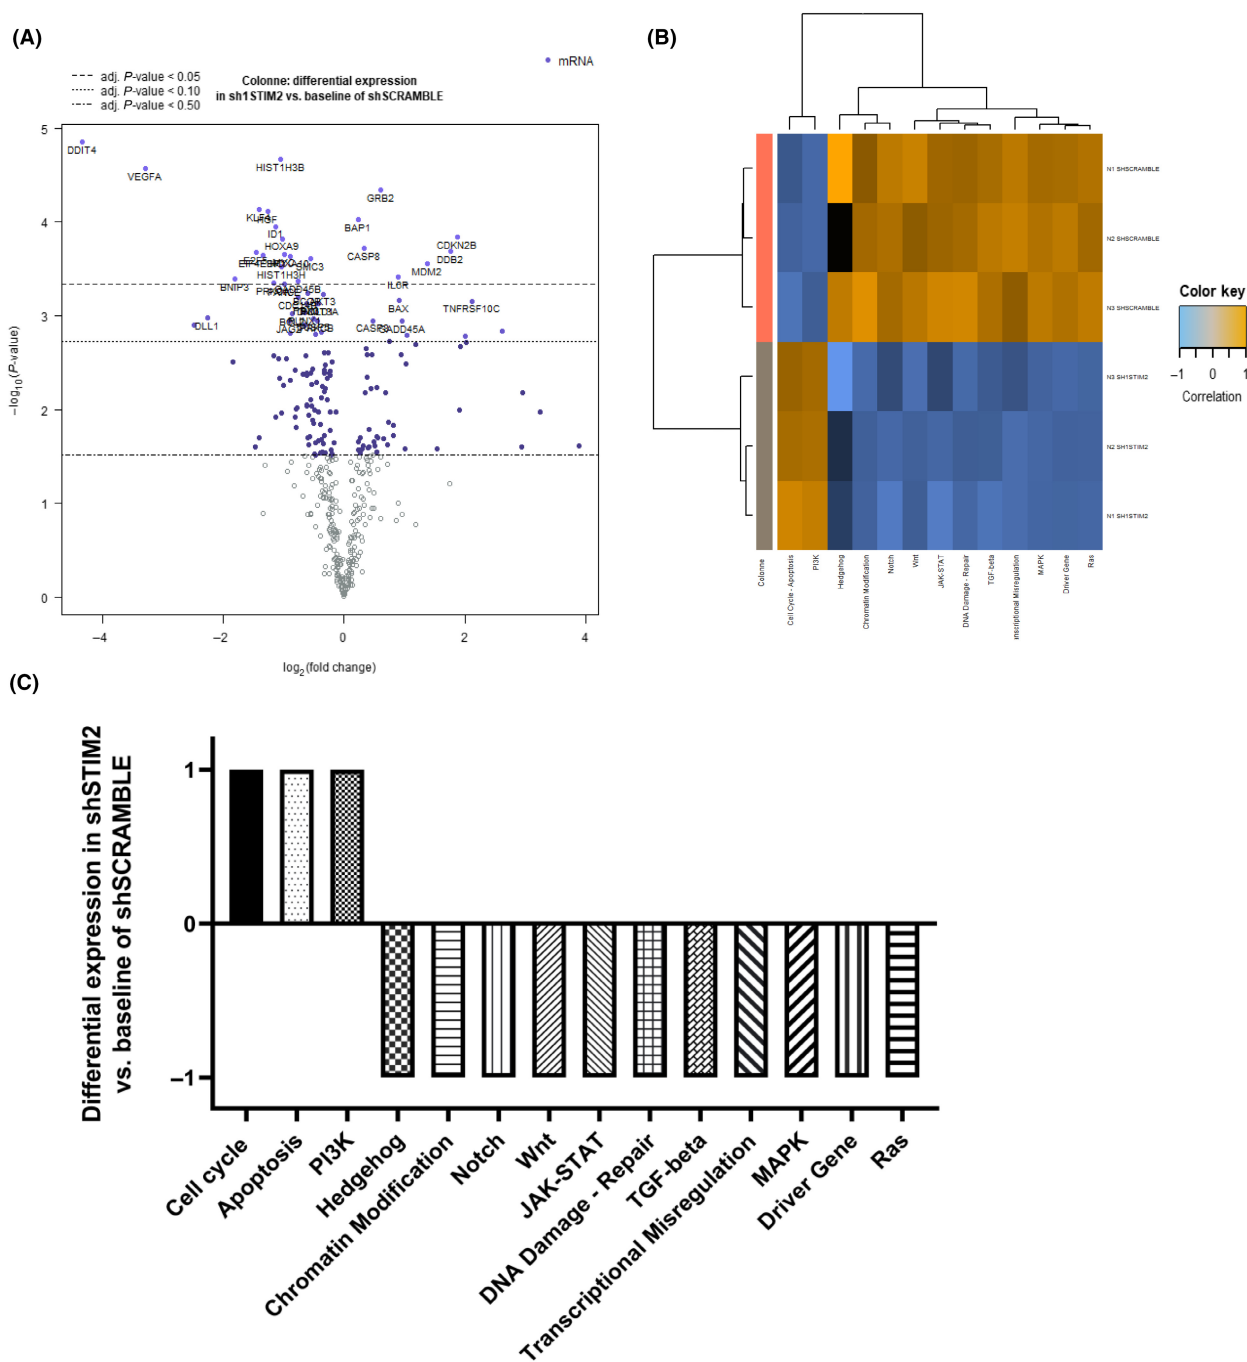 (A)
mRNA
adj. P-value < 0.05
adj. P-value < 0.10
adj. P-value < 0.50
Colonne: differential expression
in sh1STIM2 vs. baseline of shSCRAMBLE
5
4
3
2
1
0
−log10(P-value)
DDIT4
VEGFA
HIST1H3B
GRB2
KLF4
HGF
ID1
BAP1
HOXA9
CDKN2B
CASP8
DDB2
SMC3
MDM2
HIST1H3H
IL6R
BNIP3
GADD45B
BAX
TNFRSF10C
DLL1
JAG2
CASP3
GADD45A
−4
−2
0
2
4
log2(fold change)
(B)
N1 SHSCRAMBLE
N2 SHSCRAMBLE
N3 SHSCRAMBLE
N3 SH1STIM2
N2 SH1STIM2
N1 SH1STIM2
Colonne
Cell Cycle - Apoptosis
PI3K
Hedgehog
Chromatin Modification
Notch
Wnt
JAK-STAT
DNA Damage - Repair
TGF-beta
nscriptional Misregulation
MAPK
Driver Gene
Ras
Color key
−1
0
1
Correlation
(C)
Differential expression in shSTIM2
vs. baseline of shSCRAMBLE
1
0
−1
Cell cycle
Apoptosis
PI3K
Hedgehog
Chromatin Modification
Notch
Wnt
JAK-STAT
DNA Damage - Repair
TGF-beta
Transcriptional Misregulation
MAPK
Driver Gene
Ras